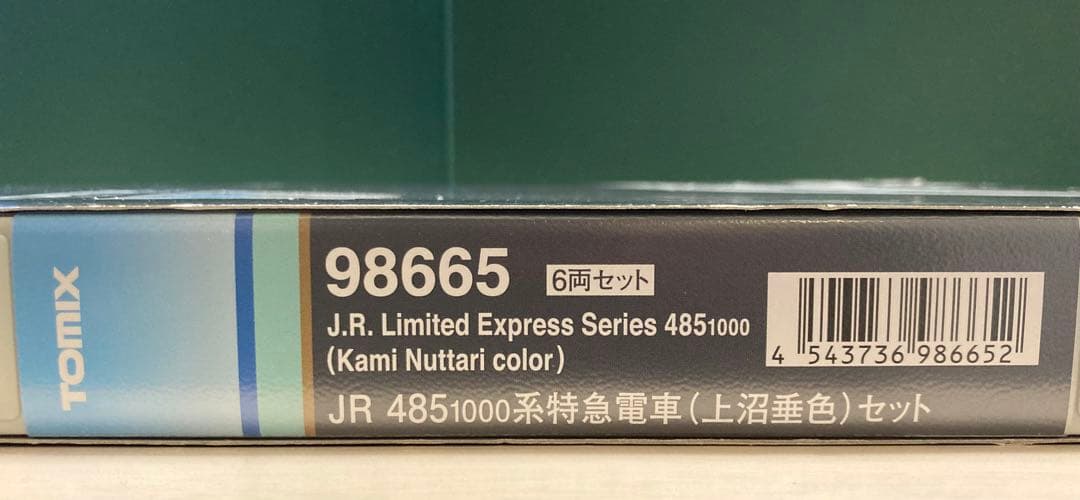 TOMIX
98665 6両セット
J.R. Limited Express Series 4851000
(Kami Nuttari color)
JR 4851000系特急電車(上沼垂色)セット
4 543736 986652